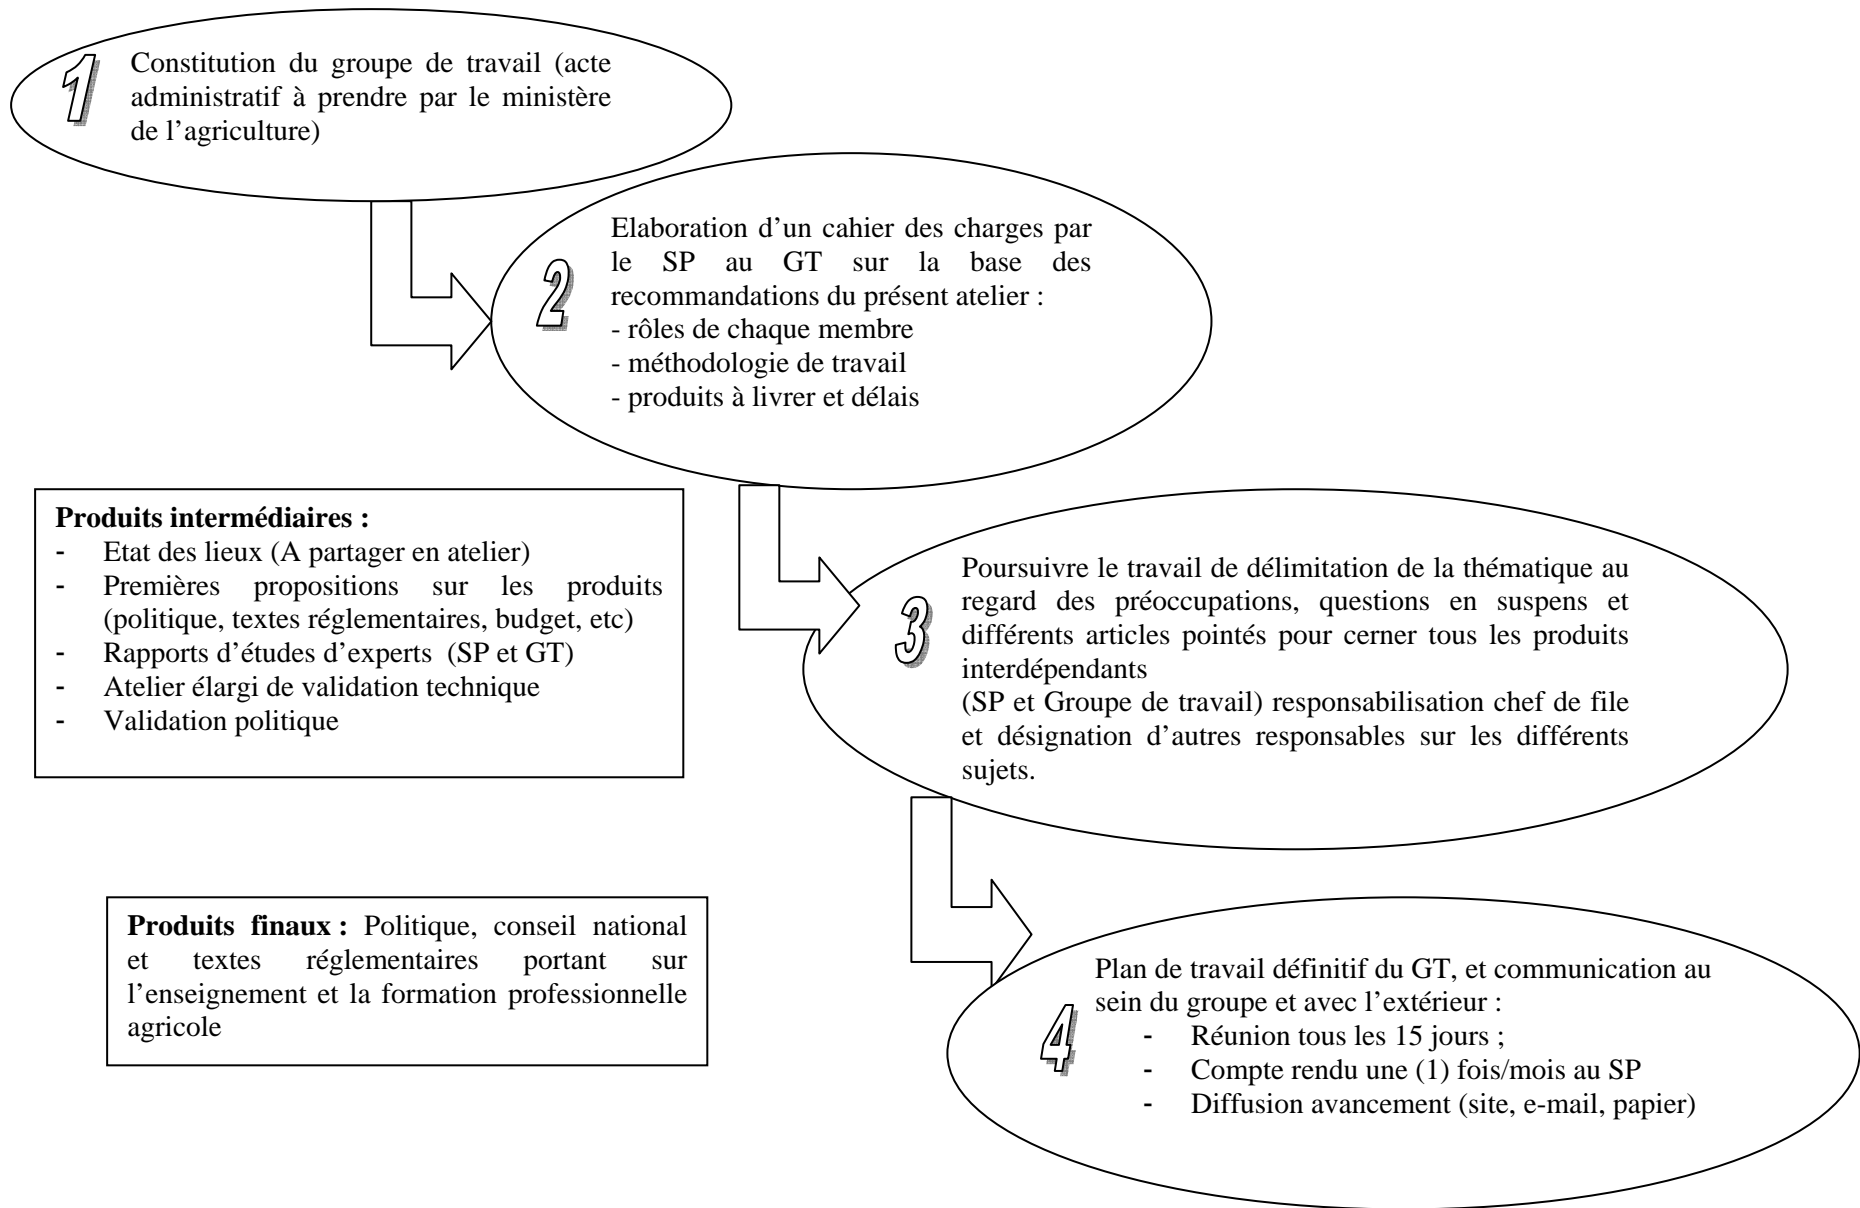 1
Constitution du groupe de travail (acte
administratif à prendre par le ministère
de l’agriculture)
2
Elaboration d’un cahier des charges par
le SP au GT sur la base des
recommandations du présent atelier :
- rôles de chaque membre
- méthodologie de travail
- produits à livrer et délais
Produits intermédiaires :
- Etat des lieux (A partager en atelier)
- Premières propositions sur les produits
(politique, textes réglementaires, budget, etc)
- Rapports d’études d’experts (SP et GT)
- Atelier élargi de validation technique
- Validation politique
3
Poursuivre le travail de délimitation de la thématique au
regard des préoccupations, questions en suspens et
différents articles pointés pour cerner tous les produits
interdépendants
(SP et Groupe de travail) responsabilisation chef de file
et désignation d’autres responsables sur les différents
sujets.
Produits finaux : Politique, conseil national
et textes réglementaires portant sur
l’enseignement et la formation professionnelle
agricole
4
Plan de travail définitif du GT, et communication au
sein du groupe et avec l’extérieur :
- Réunion tous les 15 jours ;
- Compte rendu une (1) fois/mois au SP
- Diffusion avancement (site, e-mail, papier)